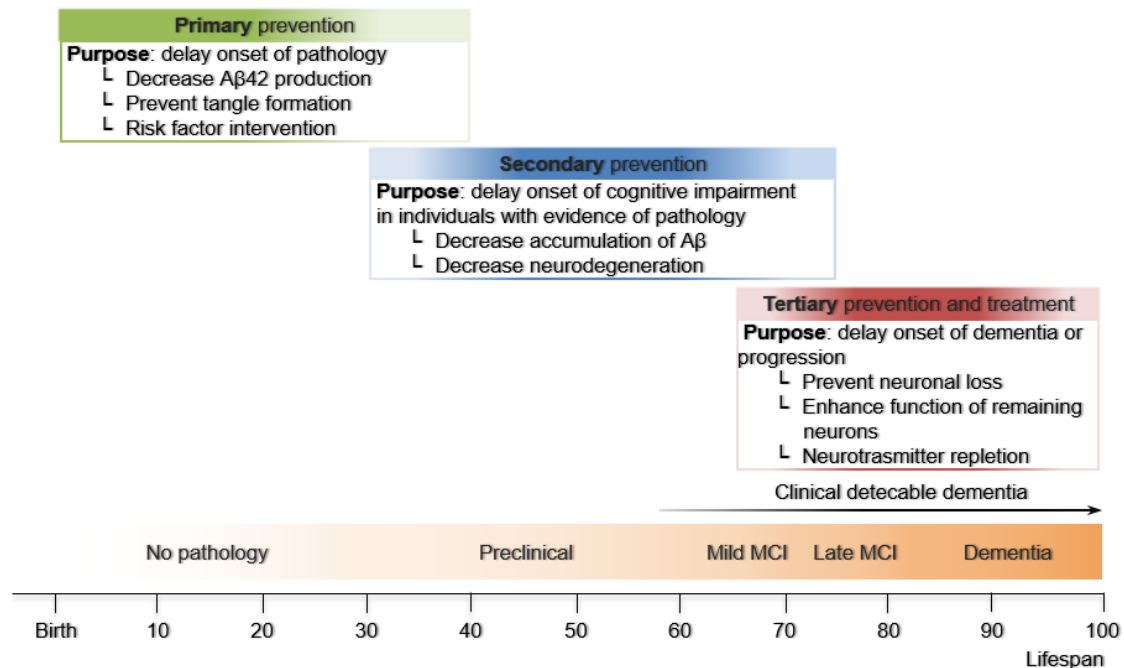 Primary prevention
Purpose: delay onset of pathology
└ Decrease Aβ42 production
└ Prevent tangle formation
└ Risk factor intervention
Secondary prevention
Purpose: delay onset of cognitive impairment
in individuals with evidence of pathology
└ Decrease accumulation of Aβ
└ Decrease neurodegeneration
Tertiary prevention and treatment
Purpose: delay onset of dementia or
progression
└ Prevent neuronal loss
└ Enhance function of remaining
neurons
└ Neurotrasmitter repletion
Clinical detecable dementia
No pathology Preclinical Mild MCI Late MCI Dementia
Birth 10 20 30 40 50 60 70 80 90 100
Lifespan